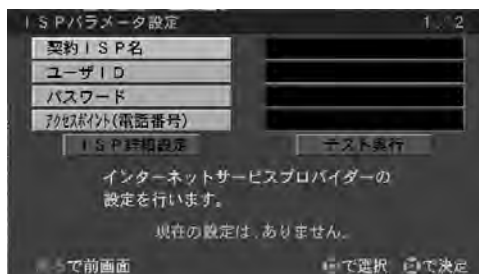 ISPパラメータ設定 1/2
契約ISP名
ユーザID
パスワード
アクセスポイント(電話番号)
ISP詳細設定 テスト実行
インターネットサービスプロバイダーの
設定を行います。
現在の設定は、ありません。
で前画面 で選択 で決定